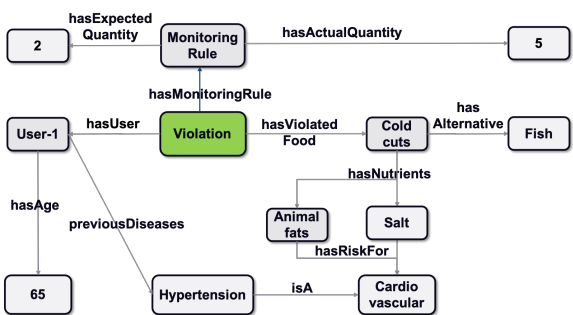 hasExpected
Quantity
hasActualQuantity
2
Monitoring
Rule
5
hasMonitoringRule
has
Alternative
User-1
hasUser
Violation
hasViolated
Food
Cold
cuts
Fish
hasNutrients
hasAge
previousDiseases
Animal
fats
Salt
hasRiskFor
65
Hypertension
isA
Cardio
vascular